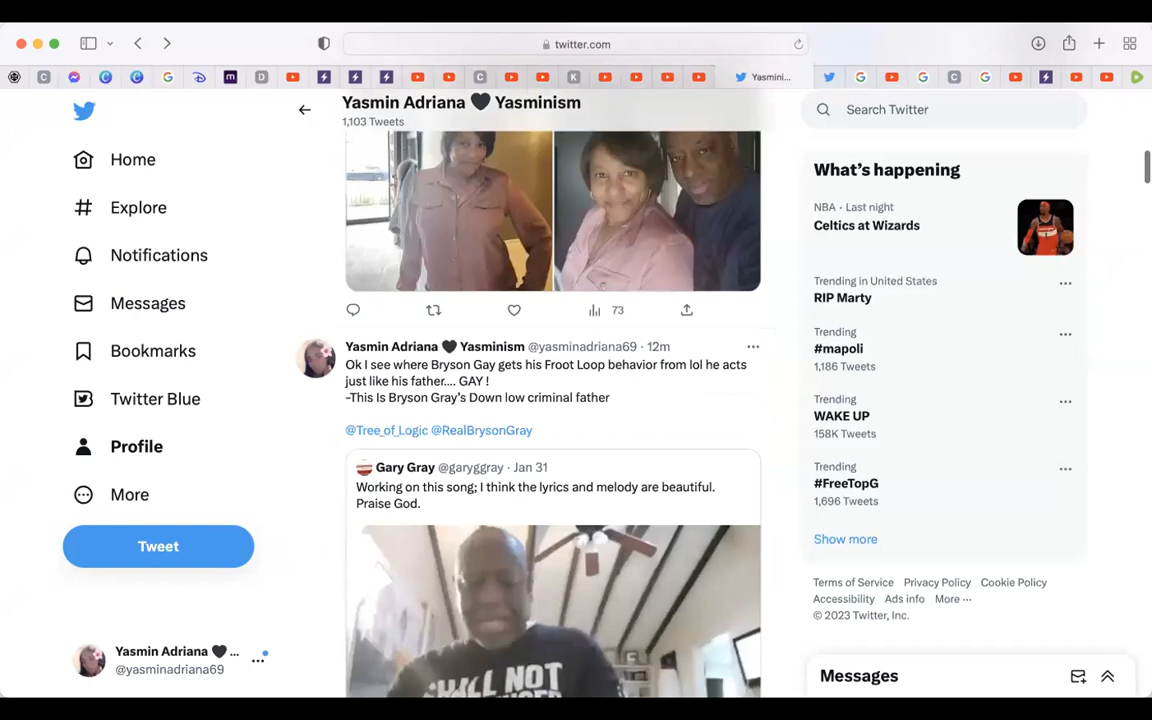 twitter.com
Yasmini...
Yasmin Adriana 🖤 Yasminism
1,103 Tweets
Search Twitter
Home
Explore
Notifications
Messages
Bookmarks
Twitter Blue
Profile
More
Tweet
Yasmin Adriana 🖤 ...
@yasminadriana69
73
Yasmin Adriana 🖤 Yasminism @yasminadriana69 · 12m
Ok I see where Bryson Gay gets his Froot Loop behavior from lol he acts
just like his father.... GAY !
-This Is Bryson Gray's Down low criminal father
@Tree_of_Logic @RealBrysonGray
Gary Gray @garyggray · Jan 31
Working on this song; I think the lyrics and melody are beautiful.
Praise God.
SHALL NOT
What's happening
NBA · Last night
Celtics at Wizards
Trending in United States
RIP Marty
Trending
#mapoli
1,186 Tweets
Trending
WAKE UP
158K Tweets
Trending
#FreeTopG
1,696 Tweets
Show more
Terms of Service Privacy Policy Cookie Policy
Accessibility Ads info More ···
© 2023 Twitter, Inc.
Messages